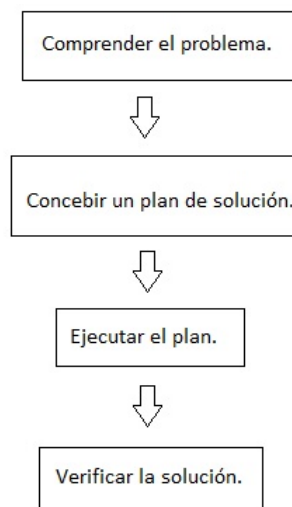 Comprender el problema.
Concebir un plan de solución.
Ejecutar el plan.
Verificar la solución.